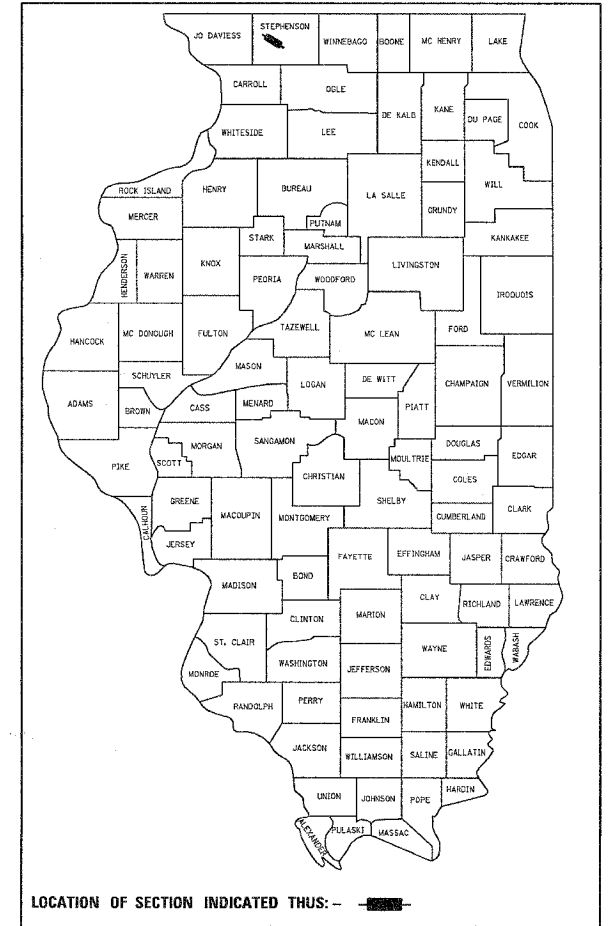 JO DAVIESS
STEPHENSON
WINNEBAGO
BOONE
MC HENRY
LAKE
CARROLL
OGLE
DE KALB
KANE
DU PAGE
COOK
WHITESIDE
LEE
KENDALL
WILL
ROCK ISLAND
HENRY
BUREAU
LA SALLE
GRUNDY
MERCER
PUTNAM
KANKAKEE
STARK
MARSHALL
HENDERSON
WARREN
KNOX
PEORIA
WOODFORD
LIVINGSTON
IROQUOIS
HANCOCK
MC DONOUGH
FULTON
TAZEWELL
MC LEAN
FORD
SCHUYLER
MASON
ADAMS
BROWN
CASS
MENARD
LOGAN
DE WITT
PIATT
CHAMPAIGN
VERMILION
MACON
PIKE
SCOTT
MORGAN
SANGAMON
CHRISTIAN
MOULTRIE
DOUGLAS
EDGAR
COLES
SHELBY
CALHOUN
GREENE
MACOUPIN
MONTGOMERY
CUMBERLAND
CLARK
JERSEY
FAYETTE
EFFINGHAM
JASPER
CRAWFORD
MADISON
BOND
CLAY
RICHLAND
LAWRENCE
CLINTON
MARION
ST. CLAIR
WAYNE
EDWARDS
WABASH
MONROE
WASHINGTON
JEFFERSON
RANDOLPH
PERRY
HAMILTON
WHITE
FRANKLIN
JACKSON
WILLIAMSON
SALINE
GALLATIN
UNION
JOHNSON
POPE
HARDIN
ALEXANDER
PULASKI
MASSAC
LOCATION OF SECTION INDICATED THUS: -